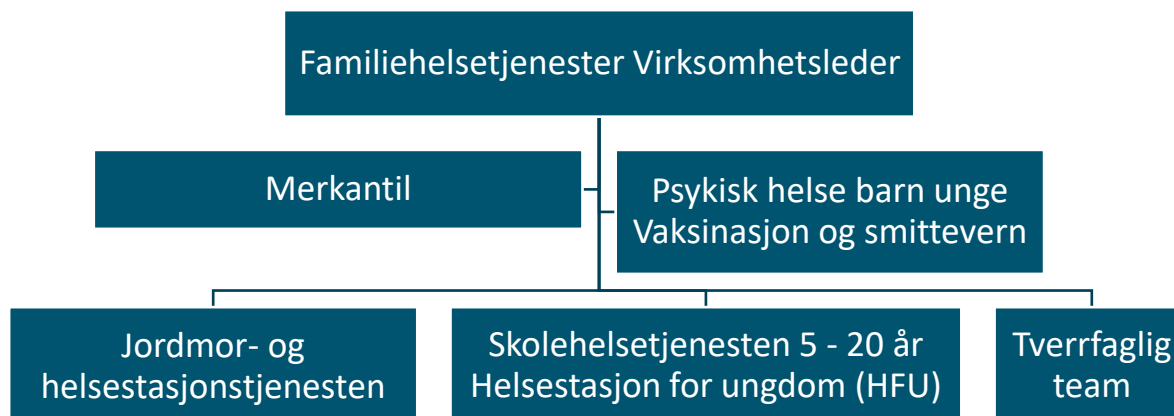 Familiehelsetjenester Virksomhetsleder
Merkantil
Psykisk helse barn unge
Vaksinasjon og smittevern
Jordmor- og
helsestasjonstjenesten
Skolehelsetjenesten 5 - 20 år
Helsestasjon for ungdom (HFU)
Tverrfaglig
team